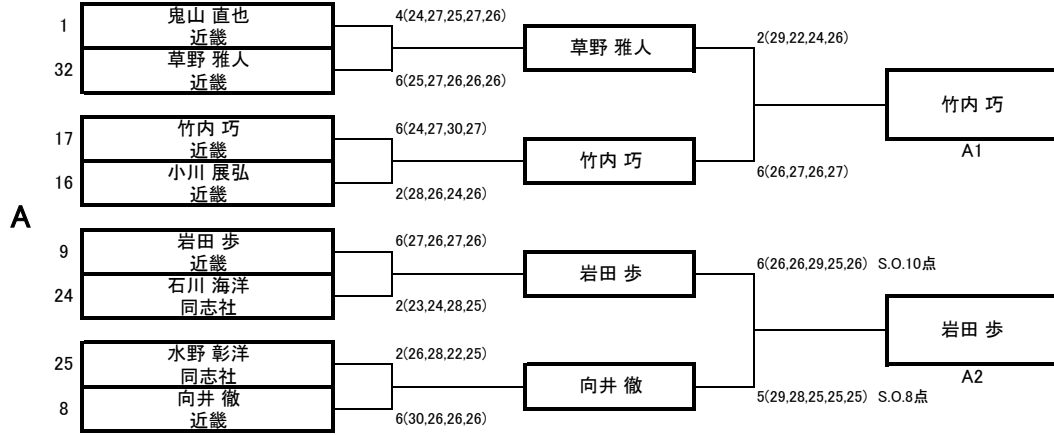 鬼山 直也
4(24,27,25,27,26)
1
近畿
草野 雅人
2(29,22,24,26)
草野 雅人
32
近畿
6(25,27,26,26,26)
竹内 巧
竹内 巧
6(24,27,30,27)
17
近畿
A1
竹内 巧
小川 展弘
6(26,27,26,27)
16
近畿
2(28,26,24,26)
A
岩田 歩
6(27,26,27,26)
9
近畿
6(26,26,29,25,26) S.O.10点
岩田 歩
石川 海洋
24
同志社
2(23,24,28,25)
岩田 歩
水野 彰洋
2(26,28,22,25)
25
同志社
A2
向井 徹
向井 徹
5(29,28,25,25,25) S.O.8点
8
近畿
6(30,26,26,26)